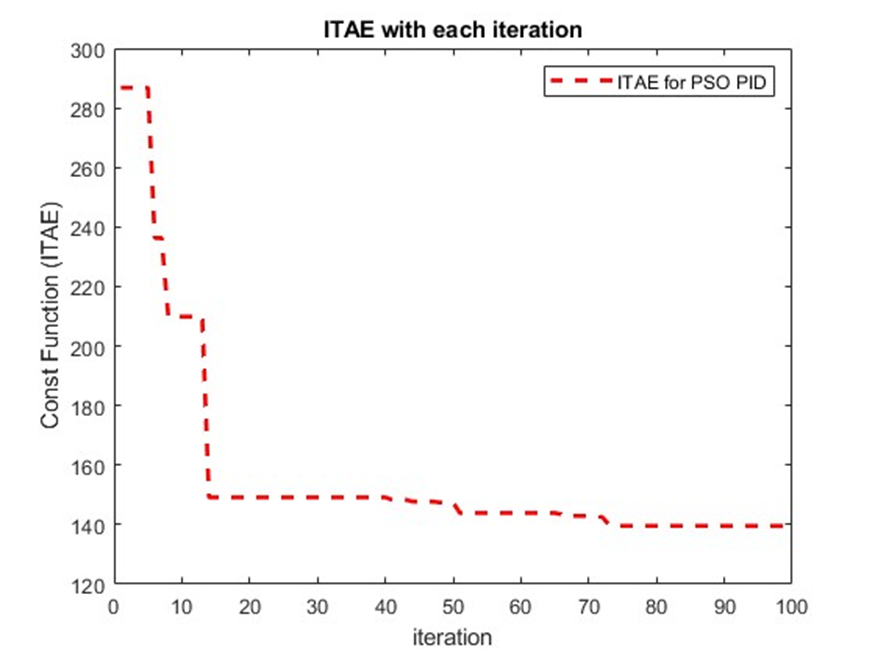 ITAE with each iteration
300
280
260
240
220
200
180
160
140
120
Const Function (ITAE)
ITAE for PSO PID
0 10 20 30 40 50 60 70 80 90 100
iteration